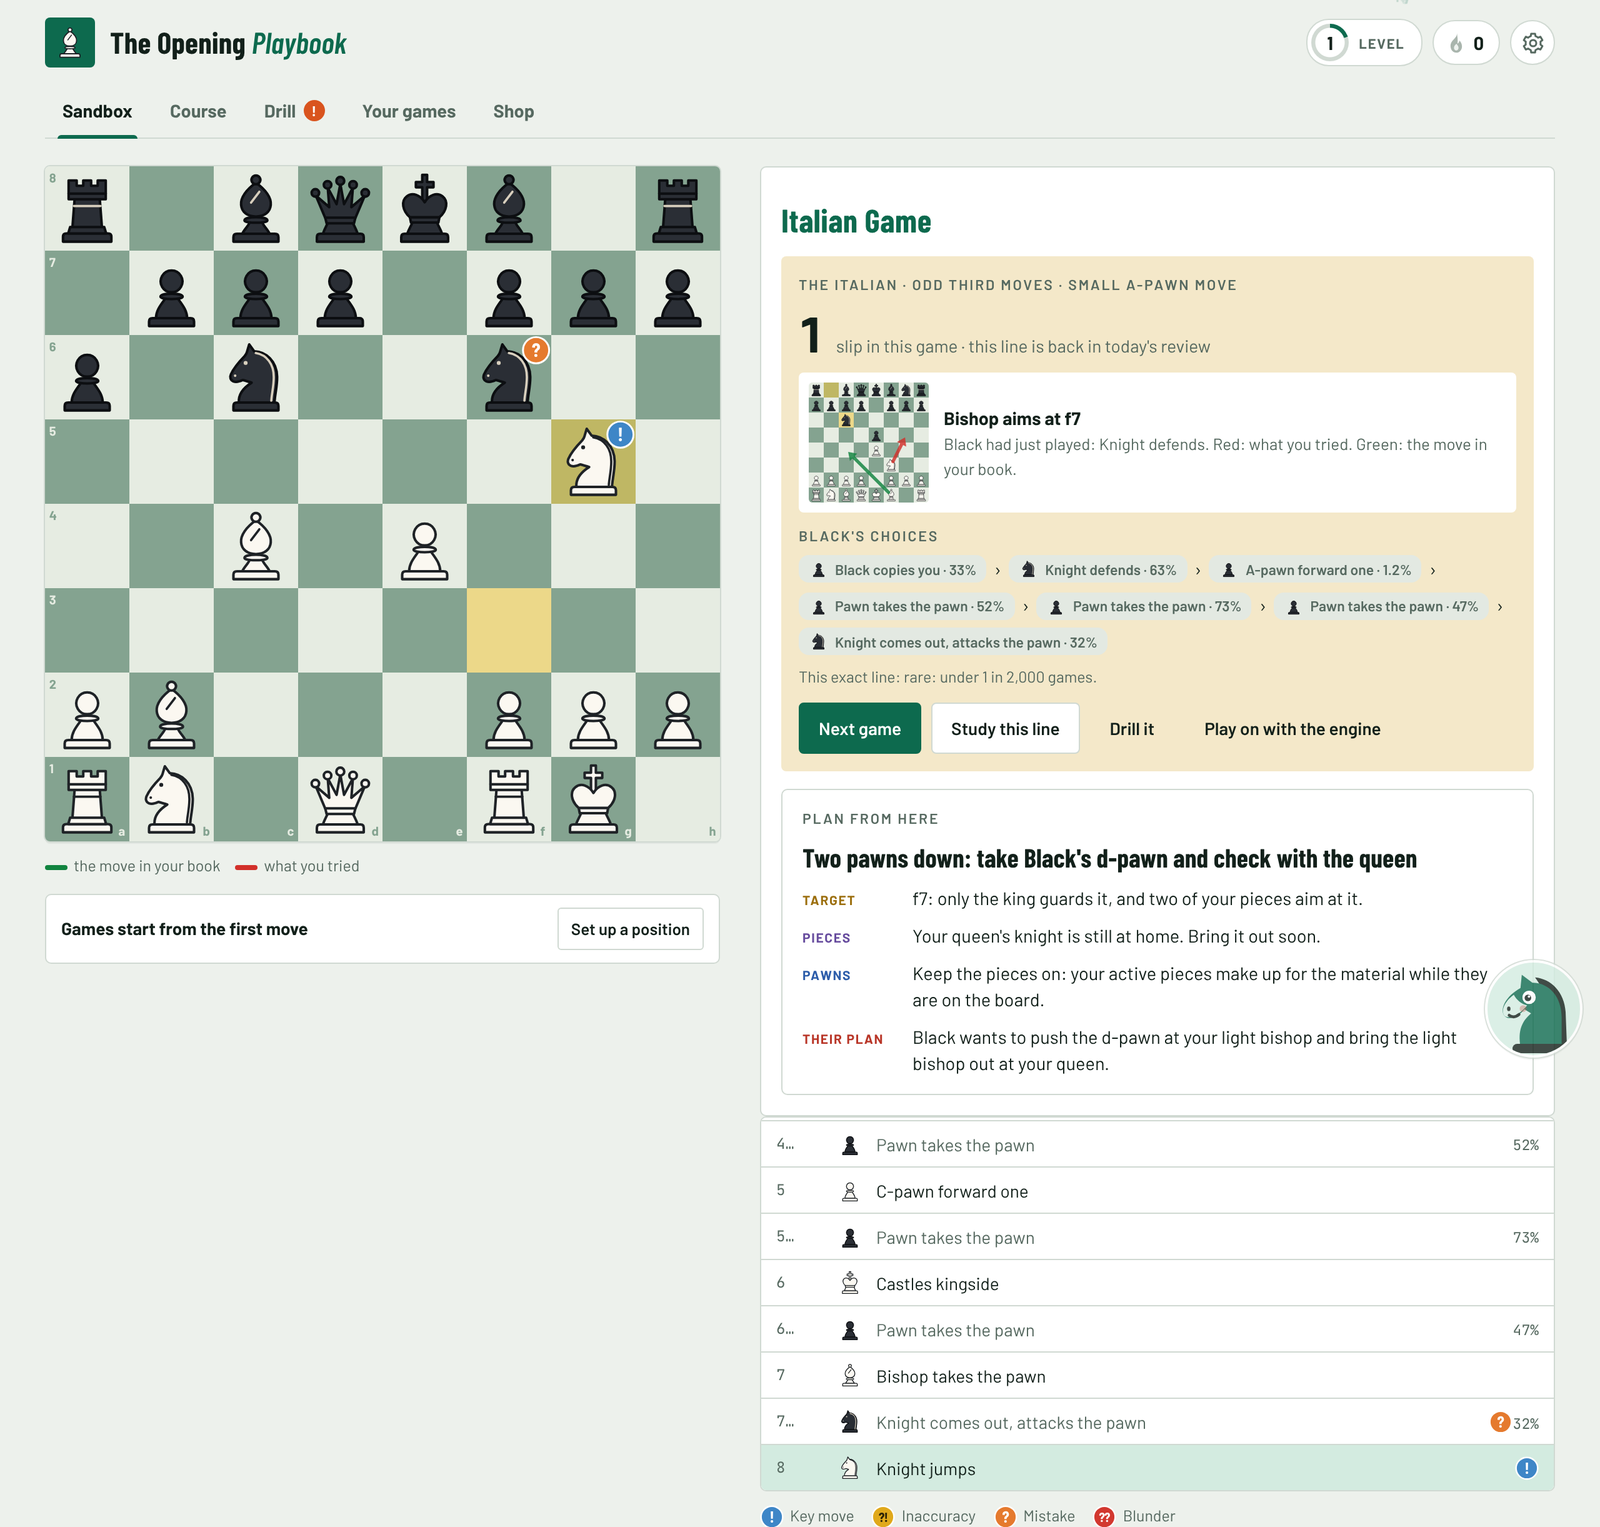 The Opening Playbook
1 LEVEL
0
Sandbox
Course
Drill !
Your games
Shop
8
7
6
?
5
!
4
3
2
1
a b c d e f g h
the move in your book
what you tried
Games start from the first move
Set up a position
Italian Game
THE ITALIAN · ODD THIRD MOVES · SMALL A-PAWN MOVE
1 slip in this game · this line is back in today's review
Bishop aims at f7
Black had just played: Knight defends. Red: what you tried. Green: the move in
your book.
BLACK'S CHOICES
Black copies you · 33% › Knight defends · 63% › A-pawn forward one · 1.2% ›
Pawn takes the pawn · 52% › Pawn takes the pawn · 73% › Pawn takes the pawn · 47% ›
Knight comes out, attacks the pawn · 32%
This exact line: rare: under 1 in 2,000 games.
Next game
Study this line
Drill it
Play on with the engine
PLAN FROM HERE
Two pawns down: take Black's d-pawn and check with the queen
TARGET f7: only the king guards it, and two of your pieces aim at it.
PIECES Your queen's knight is still at home. Bring it out soon.
PAWNS Keep the pieces on: your active pieces make up for the material while they
are on the board.
THEIR PLAN Black wants to push the d-pawn at your light bishop and bring the light
bishop out at your queen.
4... Pawn takes the pawn 52%
5 C-pawn forward one
5... Pawn takes the pawn 73%
6 Castles kingside
6... Pawn takes the pawn 47%
7 Bishop takes the pawn
7... Knight comes out, attacks the pawn ? 32%
8 Knight jumps !
! Key move ?! Inaccuracy ? Mistake ?? Blunder